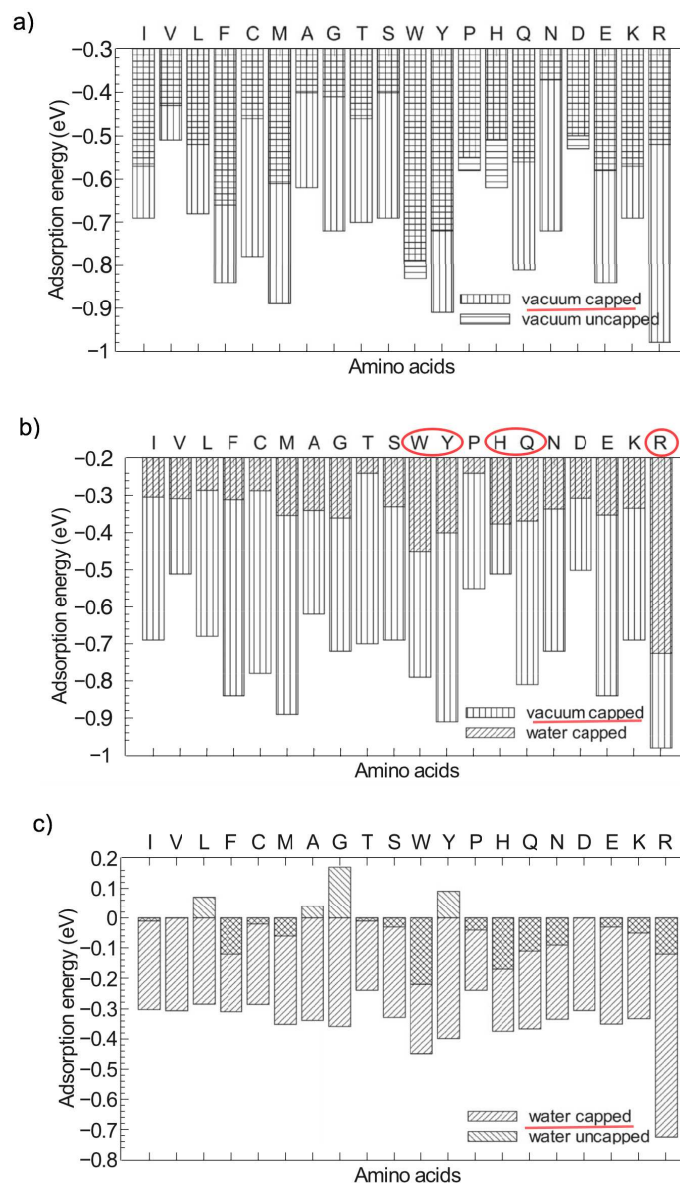 a)
I V L F C M A G T S W Y P H Q N D E K R
Adsorption energy (eV)
−0.3
−0.4
−0.5
−0.6
−0.7
−0.8
−0.9
−1
vacuum capped
vacuum uncapped
Amino acids
b)
I V L F C M A G T S W Y P H Q N D E K R
Adsorption energy (eV)
−0.2
−0.3
−0.4
−0.5
−0.6
−0.7
−0.8
−0.9
−1
vacuum capped
water capped
Amino acids
c)
I V L F C M A G T S W Y P H Q N D E K R
Adsorption energy (eV)
0.2
0.1
0
−0.1
−0.2
−0.3
−0.4
−0.5
−0.6
−0.7
−0.8
water capped
water uncapped
Amino acids